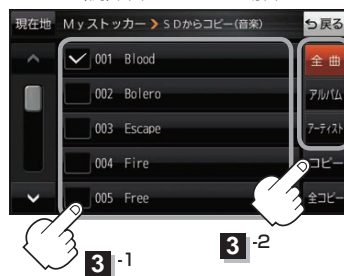 現在地 Myストッカー > SDからコピー(音楽) 戻る
001 Blood 全曲
002 Bolero アルバム
003 Escape アーティスト
004 Fire コピー
005 Free 全コピー
3 -1
3 -2